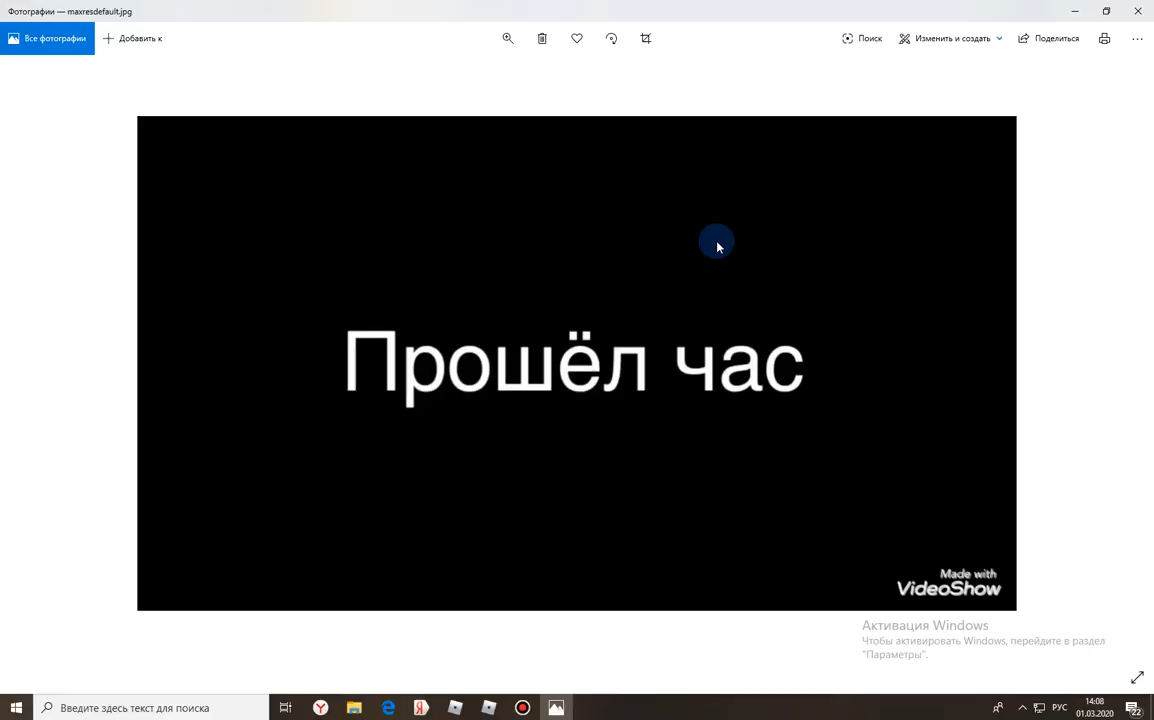 Фотографии — maxresdefault.jpg
Все фотографии
Добавить к
Поиск
Изменить и создать
Поделиться
Прошёл час
Made with
VideoShow
Активация Windows
Чтобы активировать Windows, перейдите в раздел
"Параметры".
Введите здесь текст для поиска
Я
РУС
14:08
01.03.2020
22